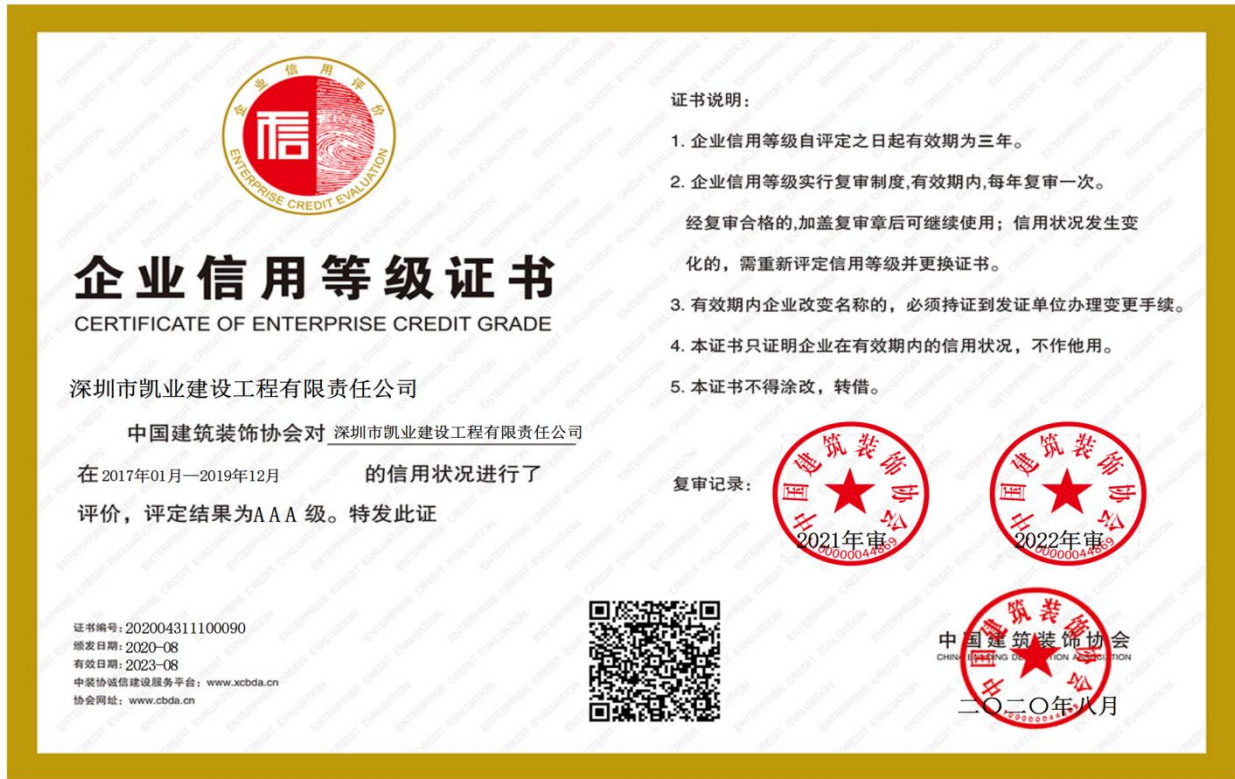 企业信用评价
信
ENTERPRISE CREDIT EVALUATION
企业信用等级证书
CERTIFICATE OF ENTERPRISE CREDIT GRADE
深圳市凯业建设工程有限责任公司
中国建筑装饰协会对 深圳市凯业建设工程有限责任公司
在 2017年01月—2019年12月 的信用状况进行了
评价，评定结果为AAA 级。特发此证
证书编号：202004311100090
颁发日期：2020-08
有效日期：2023-08
中装协诚信建设服务平台：www.xcbda.cn
协会网址：www.cbda.cn
证书说明：
1. 企业信用等级自评定之日起有效期为三年。
2. 企业信用等级实行复审制度,有效期内,每年复审一次。
经复审合格的,加盖复审章后可继续使用；信用状况发生变
化的，需重新评定信用等级并更换证书。
3. 有效期内企业改变名称的，必须持证到发证单位办理变更手续。
4. 本证书只证明企业在有效期内的信用状况，不作他用。
5. 本证书不得涂改，转借。
复审记录：
中国建筑装饰协会
2021年审
中国建筑装饰协会
2022年审
中国建筑装饰协会
CHINA BUILDING DECORATION ASSOCIATION
中国建筑装饰协会
二〇二〇年八月